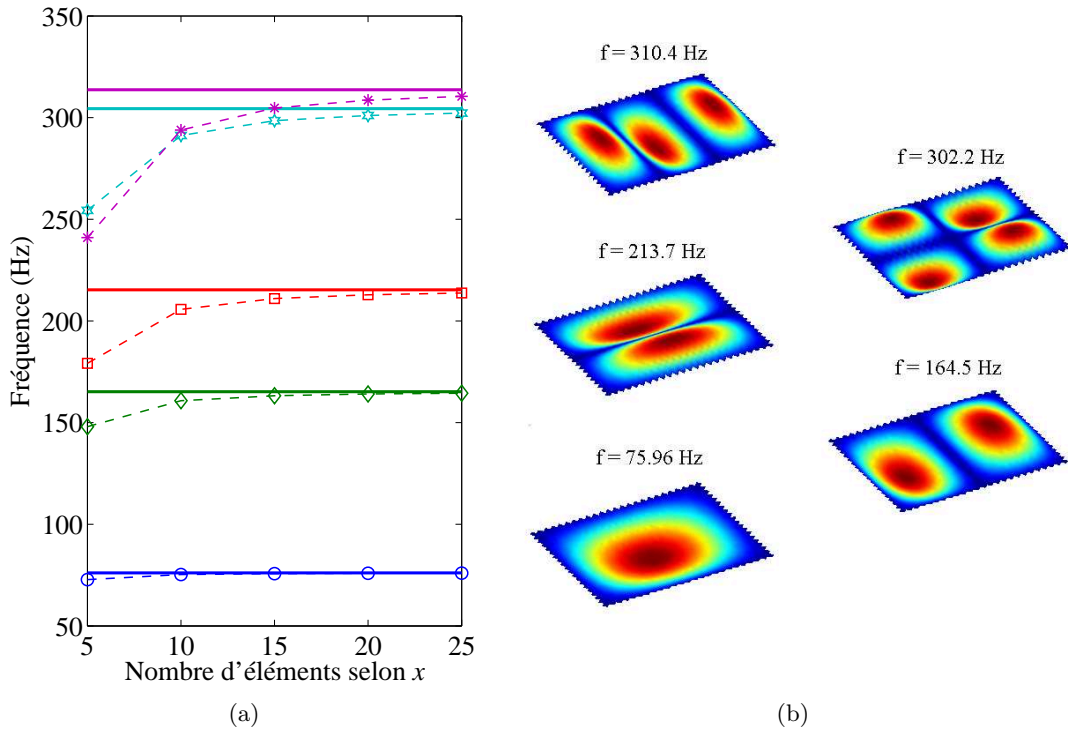 350
300
250
200
150
100
50
5
10
15
20
25
Fréquence (Hz)
Nombre d'éléments selon x
(a)
f = 310.4 Hz
f = 302.2 Hz
f = 213.7 Hz
f = 164.5 Hz
f = 75.96 Hz
(b)